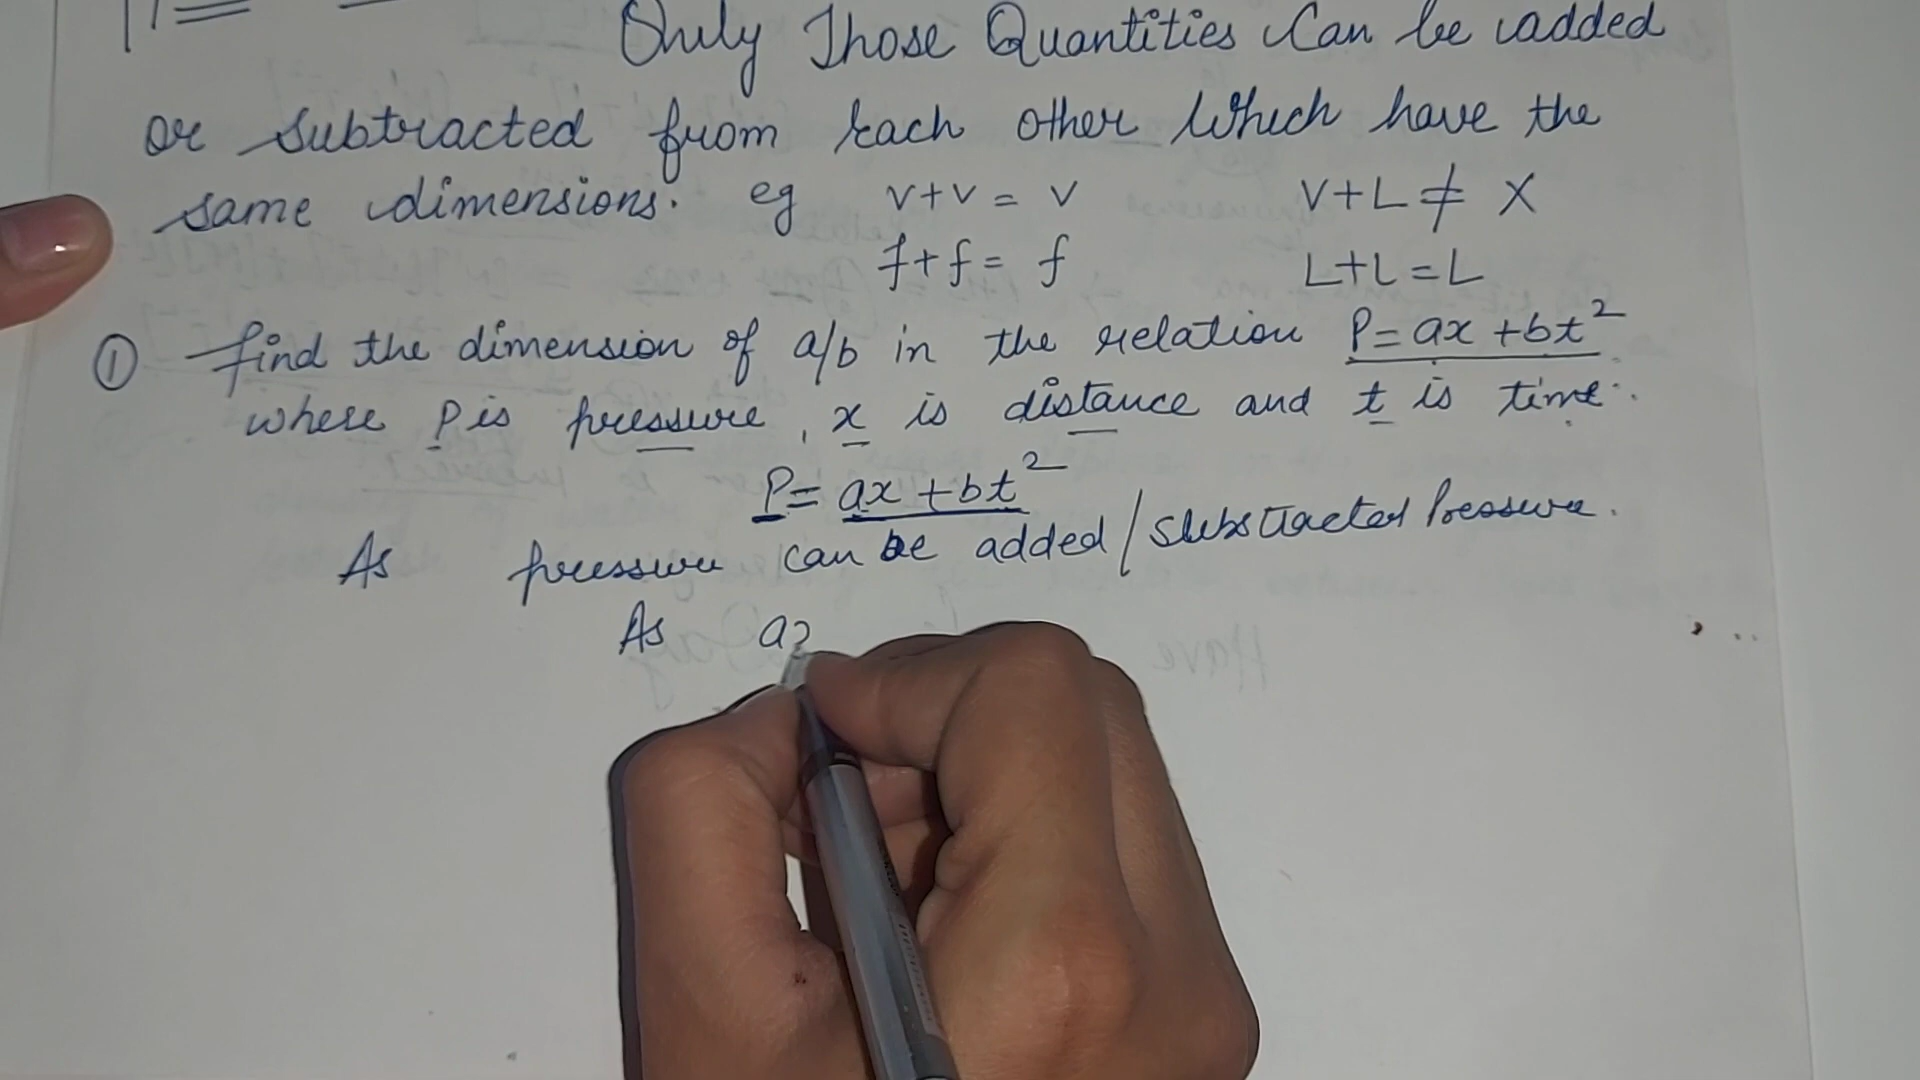 Only Those Quantities Can be added
or subtracted from each other Which have the
same dimensions. eg v+v = v V+L ≠ X
f+f = f L+L = L
① find the dimension of a/b in the relation P= ax +bt²
where P is pressure, x is distance and t is time.
P= ax +bt²
As pressure can be added / Substracted Pressure.
As a